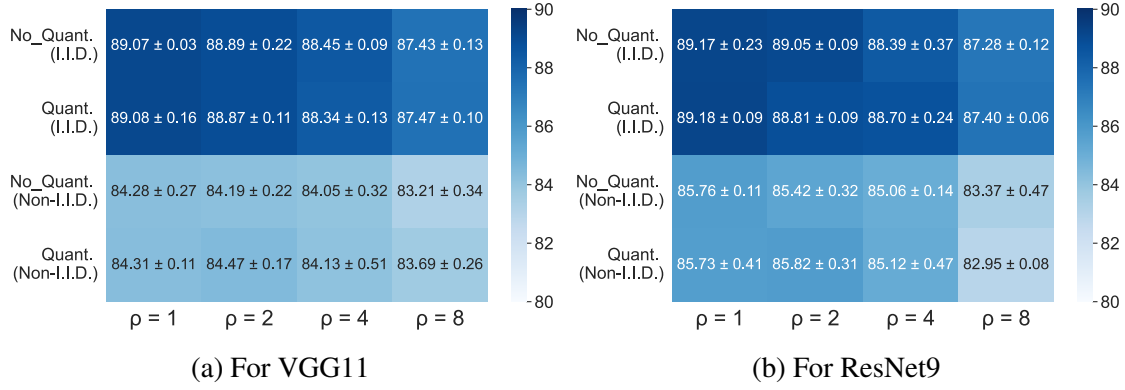 No_Quant.
(I.I.D.)
89.07 ± 0.03 88.89 ± 0.22 88.45 ± 0.09 87.43 ± 0.13
Quant.
(I.I.D.)
89.08 ± 0.16 88.87 ± 0.11 88.34 ± 0.13 87.47 ± 0.10
No_Quant.
(Non-I.I.D.)
84.28 ± 0.27 84.19 ± 0.22 84.05 ± 0.32 83.21 ± 0.34
Quant.
(Non-I.I.D.)
84.31 ± 0.11 84.47 ± 0.17 84.13 ± 0.51 83.69 ± 0.26
ρ = 1 ρ = 2 ρ = 4 ρ = 8
90
88
86
84
82
80
(a) For VGG11
No_Quant.
(I.I.D.)
89.17 ± 0.23 89.05 ± 0.09 88.39 ± 0.37 87.28 ± 0.12
Quant.
(I.I.D.)
89.18 ± 0.09 88.81 ± 0.09 88.70 ± 0.24 87.40 ± 0.06
No_Quant.
(Non-I.I.D.)
85.76 ± 0.11 85.42 ± 0.32 85.06 ± 0.14 83.37 ± 0.47
Quant.
(Non-I.I.D.)
85.73 ± 0.41 85.82 ± 0.31 85.12 ± 0.47 82.95 ± 0.08
ρ = 1 ρ = 2 ρ = 4 ρ = 8
90
88
86
84
82
80
(b) For ResNet9